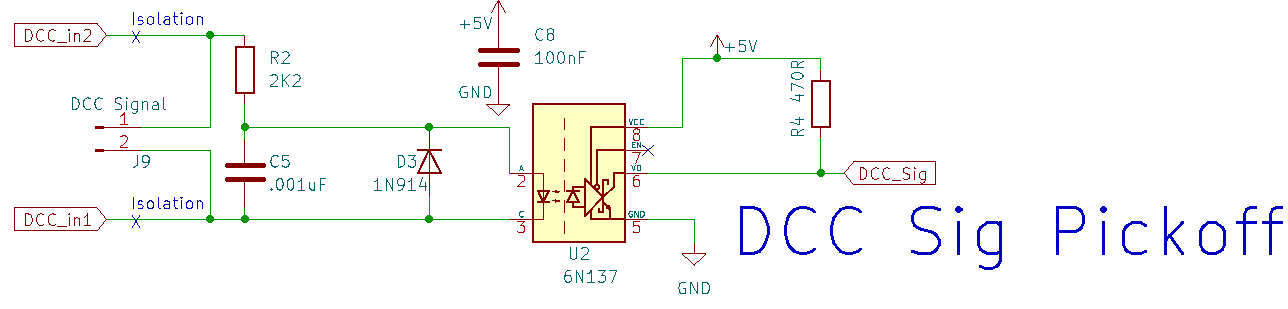 Isolation
DCC_in2
+5V
C8
100nF
GND
+5V
R2
2K2
R4 470R
DCC Signal
1
2
J9
C5
.001uF
D3
1N914
A
2
C
3
VCC
8
EN
7
VO
6
GND
5
DCC_Sig
Isolation
DCC_in1
U2
6N137
GND
DCC Sig Pickoff